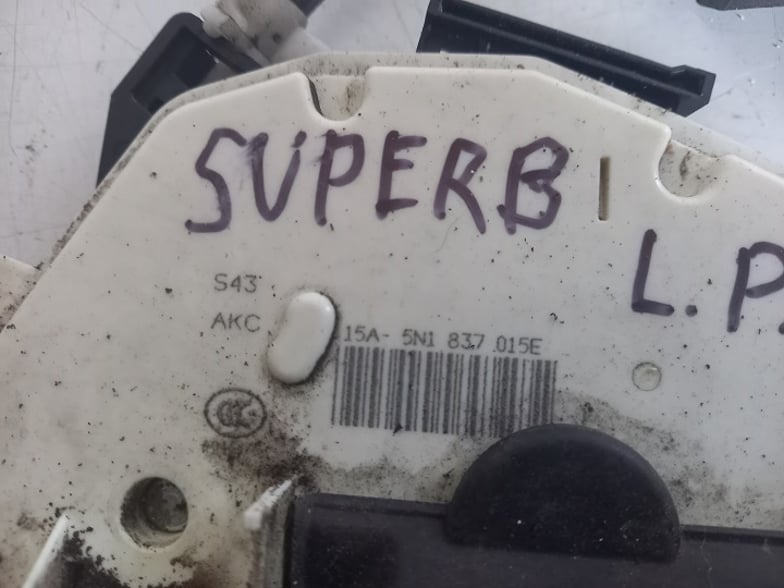 SUPERB
L.P.
S43
AKC
15A- 5N1 837 015E